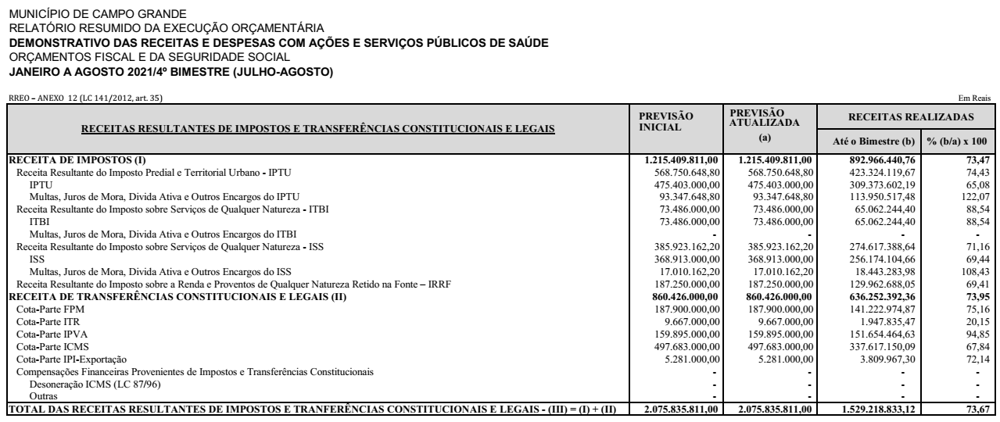 MUNICÍPIO DE CAMPO GRANDE
RELATÓRIO RESUMIDO DA EXECUÇÃO ORÇAMENTÁRIA
DEMONSTRATIVO DAS RECEITAS E DESPESAS COM AÇÕES E SERVIÇOS PÚBLICOS DE SAÚDE
ORÇAMENTOS FISCAL E DA SEGURIDADE SOCIAL
JANEIRO A AGOSTO 2021/4º BIMESTRE (JULHO-AGOSTO)
RREO – ANEXO 12 (LC 141/2012, art. 35) Em Reais
RECEITAS RESULTANTES DE IMPOSTOS E TRANSFERÊNCIAS CONSTITUCIONAIS E LEGAIS
PREVISÃO
INICIAL
PREVISÃO
ATUALIZADA
(a)
RECEITAS REALIZADAS
Até o Bimestre (b) % (b/a) x 100
RECEITA DE IMPOSTOS (I) 1.215.409.811,00 1.215.409.811,00 892.966.440,76 73,47
Receita Resultante do Imposto Predial e Territorial Urbano - IPTU 568.750.648,80 568.750.648,80 423.324.119,67 74,43
IPTU 475.403.000,00 475.403.000,00 309.373.602,19 65,08
Multas, Juros de Mora, Divida Ativa e Outros Encargos do IPTU 93.347.648,80 93.347.648,80 113.950.517,48 122,07
Receita Resultante do Imposto sobre Serviços de Qualquer Natureza - ITBI 73.486.000,00 73.486.000,00 65.062.244,40 88,54
ITBI 73.486.000,00 73.486.000,00 65.062.244,40 88,54
Multas, Juros de Mora, Divida Ativa e Outros Encargos do ITBI - - - -
Receita Resultante do Imposto sobre Serviços de Qualquer Natureza - ISS 385.923.162,20 385.923.162,20 274.617.388,64 71,16
ISS 368.913.000,00 368.913.000,00 256.174.104,66 69,44
Multas, Juros de Mora, Divida Ativa e Outros Encargos do ISS 17.010.162,20 17.010.162,20 18.443.283,98 108,43
Receita Resultante do Imposto sobre a Renda e Proventos de Qualquer Natureza Retido na Fonte – IRRF 187.250.000,00 187.250.000,00 129.962.688,05 69,41
RECEITA DE TRANSFERÊNCIAS CONSTITUCIONAIS E LEGAIS (II) 860.426.000,00 860.426.000,00 636.252.392,36 73,95
Cota-Parte FPM 187.900.000,00 187.900.000,00 141.222.974,87 75,16
Cota-Parte ITR 9.667.000,00 9.667.000,00 1.947.835,47 20,15
Cota-Parte IPVA 159.895.000,00 159.895.000,00 151.654.464,63 94,85
Cota-Parte ICMS 497.683.000,00 497.683.000,00 337.617.150,09 67,84
Cota-Parte IPI-Exportação 5.281.000,00 5.281.000,00 3.809.967,30 72,14
Compensações Financeiras Provenientes de Impostos e Transferências Constitucionais - - - -
Desoneração ICMS (LC 87/96) - - - -
Outras - - - -
TOTAL DAS RECEITAS RESULTANTES DE IMPOSTOS E TRANFERÊNCIAS CONSTITUCIONAIS E LEGAIS - (III) = (I) + (II) 2.075.835.811,00 2.075.835.811,00 1.529.218.833,12 73,67